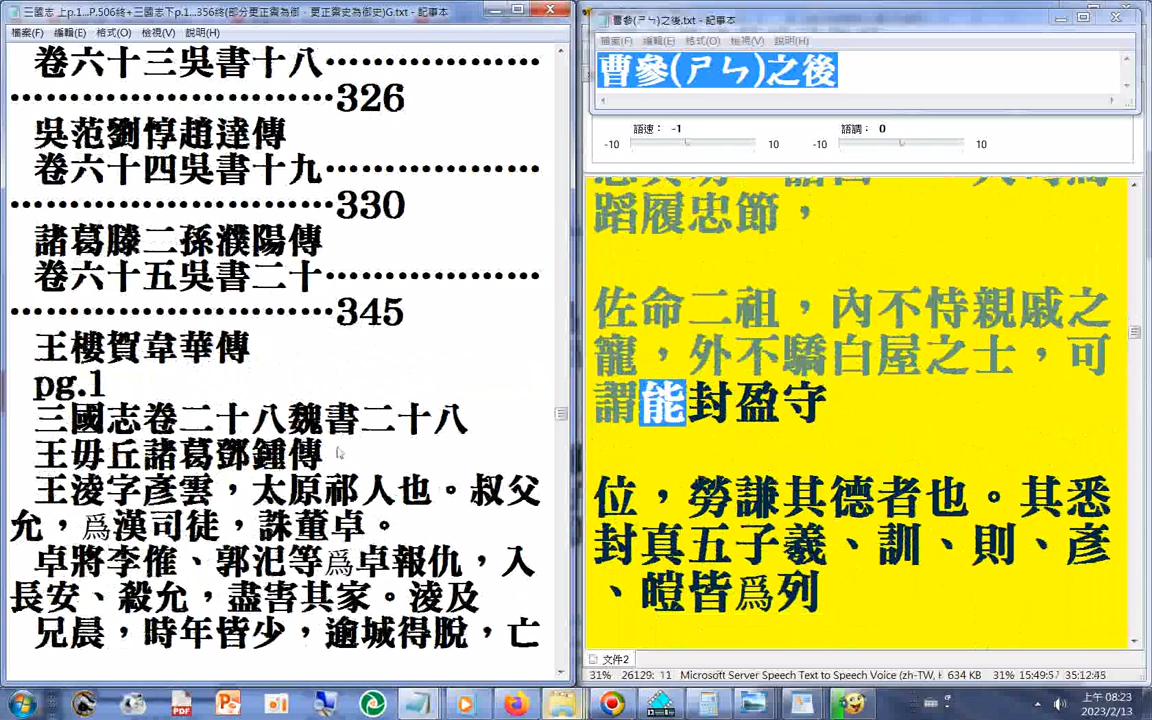 三國志 上p.1...P.506終+三國志下p.1...356終(部分更正齊為御，更正齊史為御史)G.txt - 記事本
檔案(F) 編輯(E) 格式(O) 檢視(V) 說明(H)
卷六十三吳書十八………………
…………………………326
吳范劉惇趙達傳
卷六十四吳書十九………………
…………………………330
諸葛滕二孫濮陽傳
卷六十五吳書二十………………
…………………………345
王樓賀韋華傳
pg.1
三國志卷二十八魏書二十八
王毋丘諸葛鄧鍾傳
王淩字彥雲，太原祁人也。叔父
允，爲漢司徒，誅董卓。
卓將李傕、郭汜等爲卓報仇，入
長安、殺允，盡害其家。淩及
兄晨，時年皆少，逾城得脫，亡
曹參(ㄕㄣ)之後.txt - 記事本
檔案(F) 編輯(E) 格式(O) 檢視(V) 說明(H)
曹參(ㄕㄣ)之後
語速： -1
語調： 0
-10 10 -10 10
蹈履忠節，
佐命二祖，內不恃親戚之
寵，外不驕白屋之士，可
謂能封盈守
位，勞謙其德者也。其悉
封真五子羲、訓、則、彥
、皚皆爲列
文件2
31% 26129: 11 Microsoft Server Speech Text to Speech Voice (zh-TW, H 634 KB 31% 15:49:57 35:12:45
上午 08:23
2023/2/13